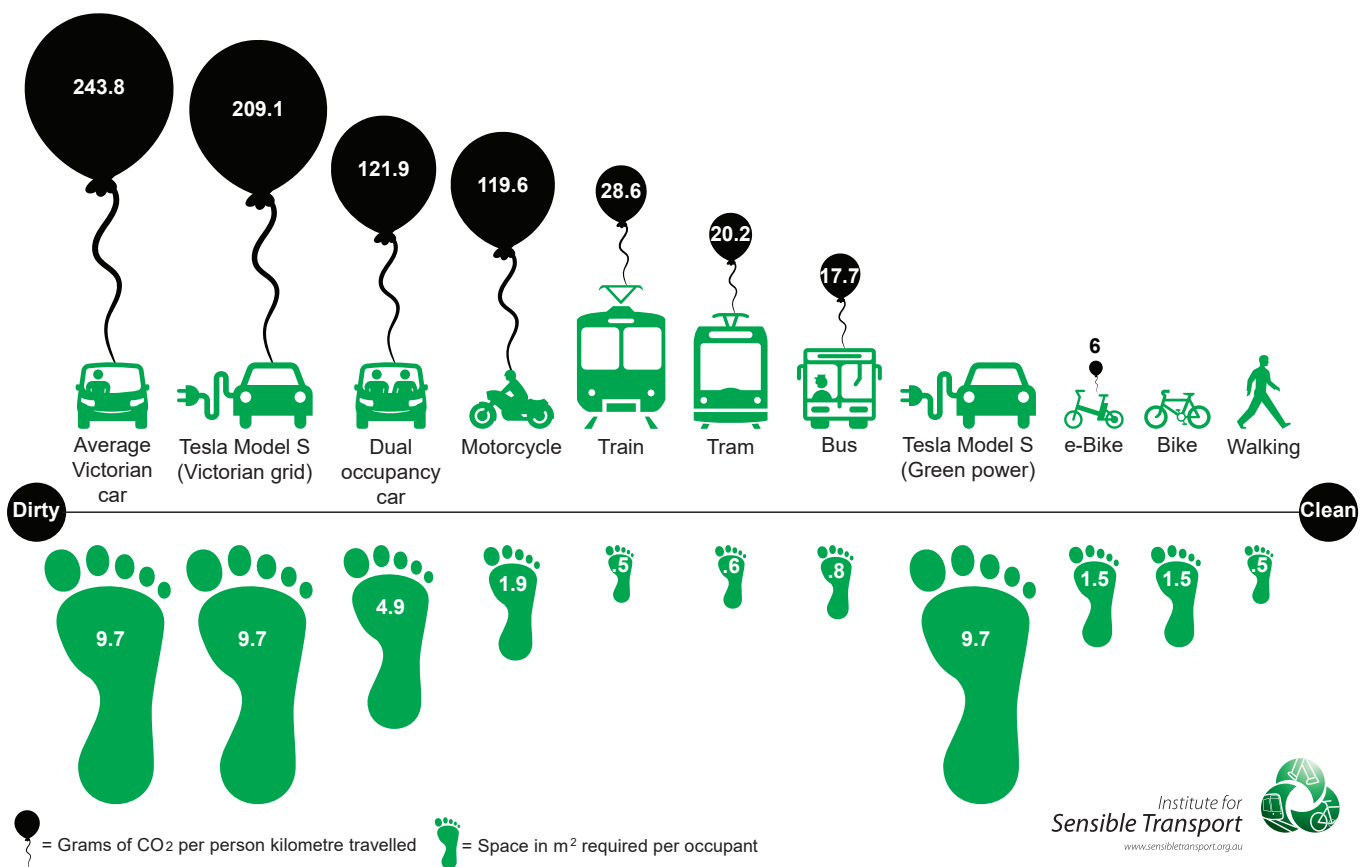 243.8
209.1
121.9
119.6
28.6
20.2
17.7
6
Average
Victorian
car
Tesla Model S
(Victorian grid)
Dual
occupancy
car
Motorcycle
Train
Tram
Bus
Tesla Model S
(Green power)
e-Bike
Bike
Walking
Dirty
Clean
9.7
9.7
4.9
1.9
.5
.6
.8
9.7
1.5
1.5
.5
= Grams of CO2 per person kilometre travelled
= Space in m² required per occupant
Institute for
Sensible Transport
www.sensibletransport.org.au